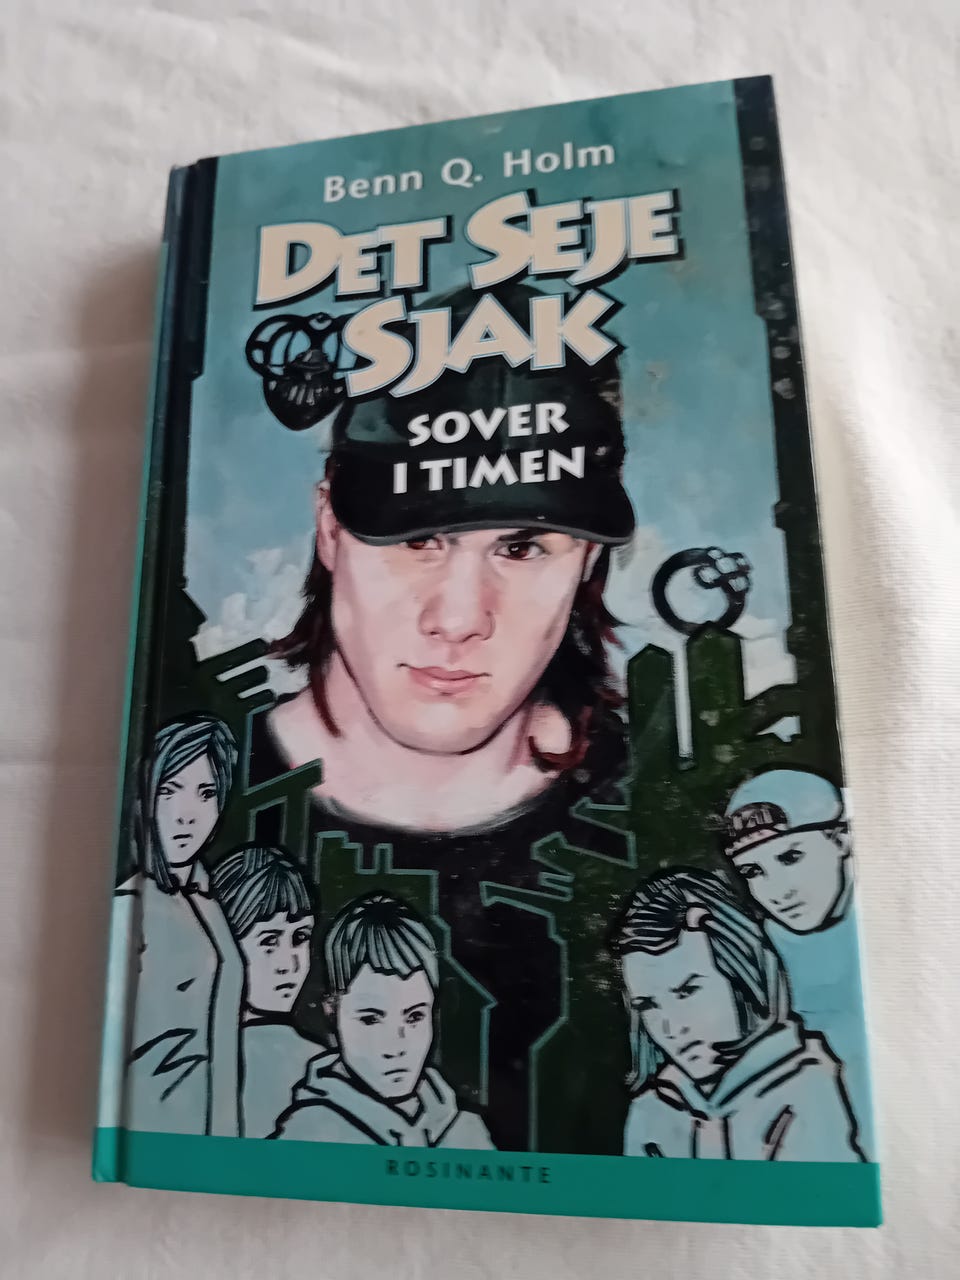 Benn Q. Holm
DET SEJE
SJAK
SOVER
I TIMEN
ROSINANTE